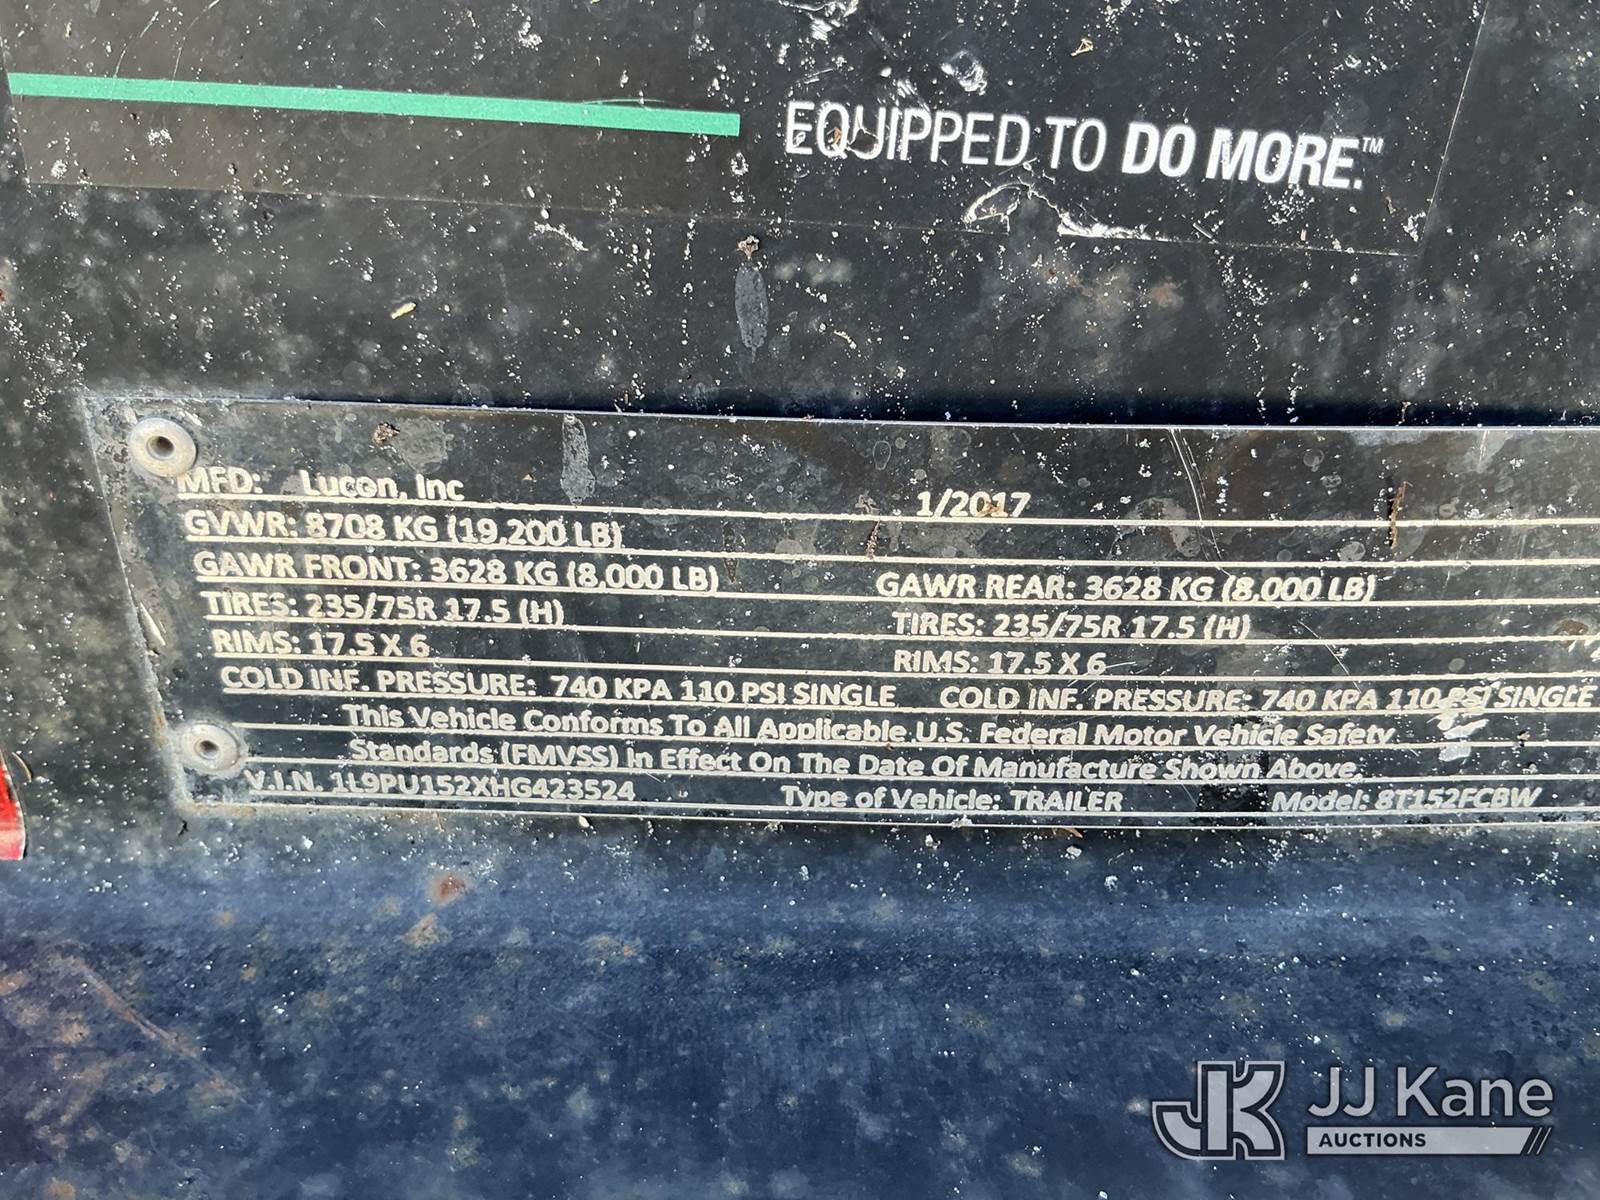 EQUIPPED TO DO MORE.™
MFD: Lucon, Inc 1/2017
GVWR: 8708 KG (19,200 LB)
GAWR FRONT: 3628 KG (8,000 LB) GAWR REAR: 3628 KG (8,000 LB)
TIRES: 235/75R 17.5 (H) TIRES: 235/75R 17.5 (H)
RIMS: 17.5 X 6 RIMS: 17.5 X 6
COLD INF. PRESSURE: 740 KPA 110 PSI SINGLE COLD INF. PRESSURE: 740 KPA 110 PSI SINGLE
This Vehicle Conforms To All Applicable U.S. Federal Motor Vehicle Safety
Standards (FMVSS) In Effect On The Date Of Manufacture Shown Above.
V.I.N. 1L9PU152XHG423524 Type of Vehicle: TRAILER Model: 8T152FCBW
JK JJ Kane
AUCTIONS